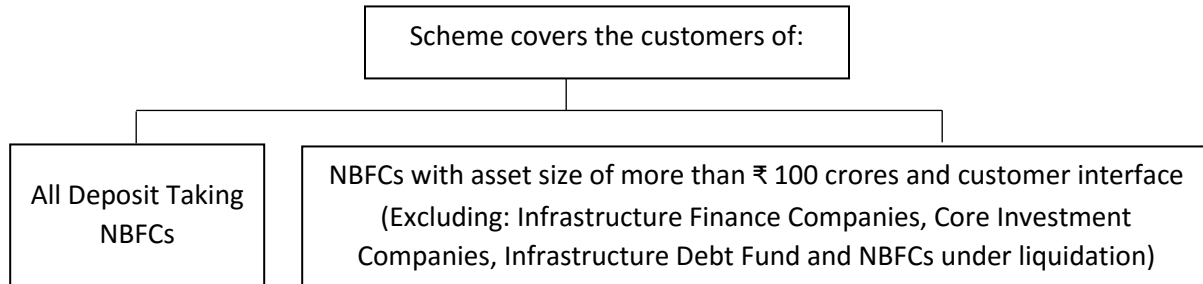 Scheme covers the customers of:
All Deposit Taking
NBFCs
NBFCs with asset size of more than ₹ 100 crores and customer interface
(Excluding: Infrastructure Finance Companies, Core Investment
Companies, Infrastructure Debt Fund and NBFCs under liquidation)